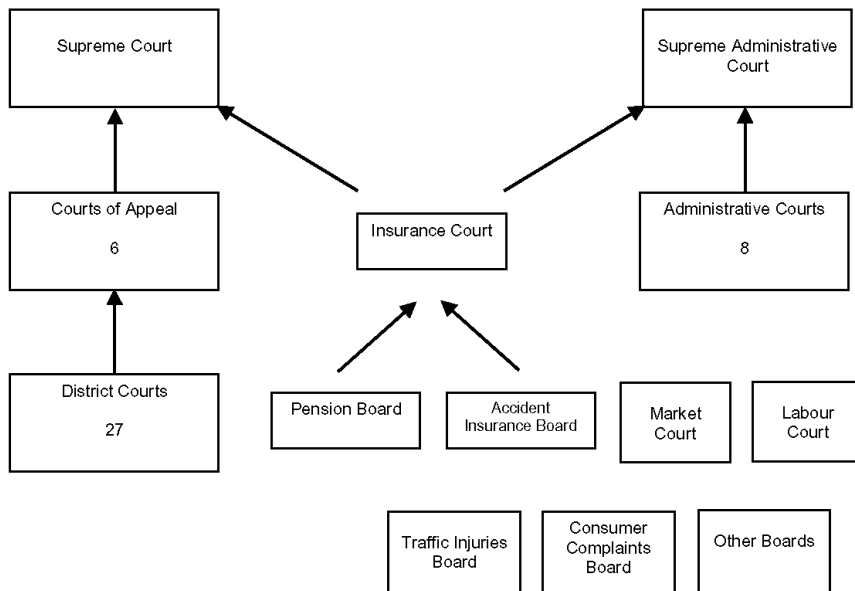 Supreme Court
Supreme Administrative
Court
Courts of Appeal
6
Insurance Court
Administrative Courts
8
District Courts
27
Pension Board
Accident
Insurance Board
Market
Court
Labour
Court
Traffic Injuries
Board
Consumer
Complaints
Board
Other Boards